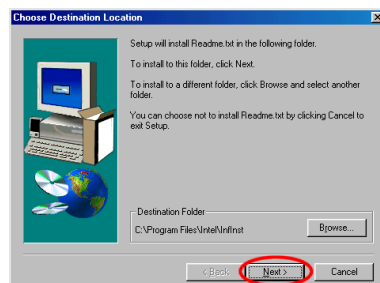 Choose Destination Location
Setup will install Readme.txt in the following folder.
To install to this folder, click Next.
To install to a different folder, click Browse and select another
folder.
You can choose not to install Readme.txt by clicking Cancel to
exit Setup.
Destination Folder
C:\Program Files\Intel\InfInst
Browse...
< Back
Next >
Cancel